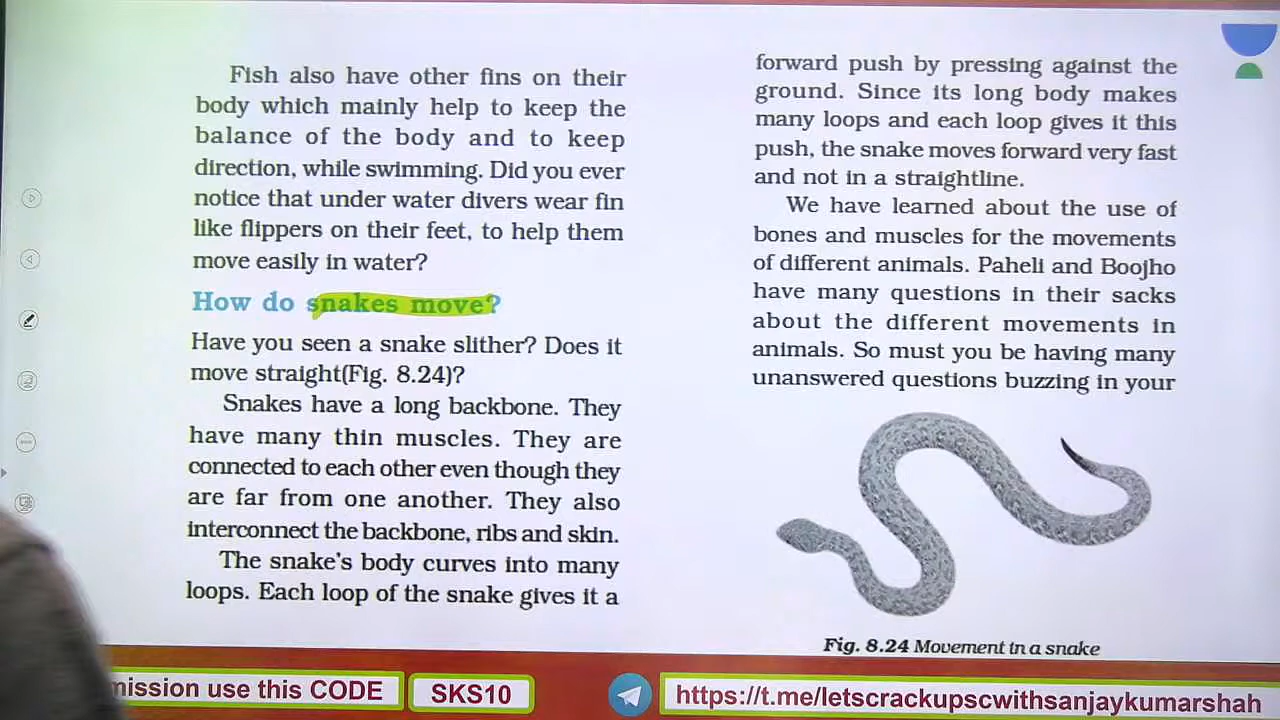 Fish also have other fins on their
body which mainly help to keep the
balance of the body and to keep
direction, while swimming. Did you ever
notice that under water divers wear fin
like flippers on their feet, to help them
move easily in water?
How do snakes move?
Have you seen a snake slither? Does it
move straight(Fig. 8.24)?
Snakes have a long backbone. They
have many thin muscles. They are
connected to each other even though they
are far from one another. They also
interconnect the backbone, ribs and skin.
The snake's body curves into many
loops. Each loop of the snake gives it a
forward push by pressing against the
ground. Since its long body makes
many loops and each loop gives it this
push, the snake moves forward very fast
and not in a straightline.
We have learned about the use of
bones and muscles for the movements
of different animals. Paheli and Boojho
have many questions in their sacks
about the different movements in
animals. So must you be having many
unanswered questions buzzing in your
Fig. 8.24 Movement in a snake
mission use this CODE
SKS10
https://t.me/letscrackupscwithsanjaykumarshah